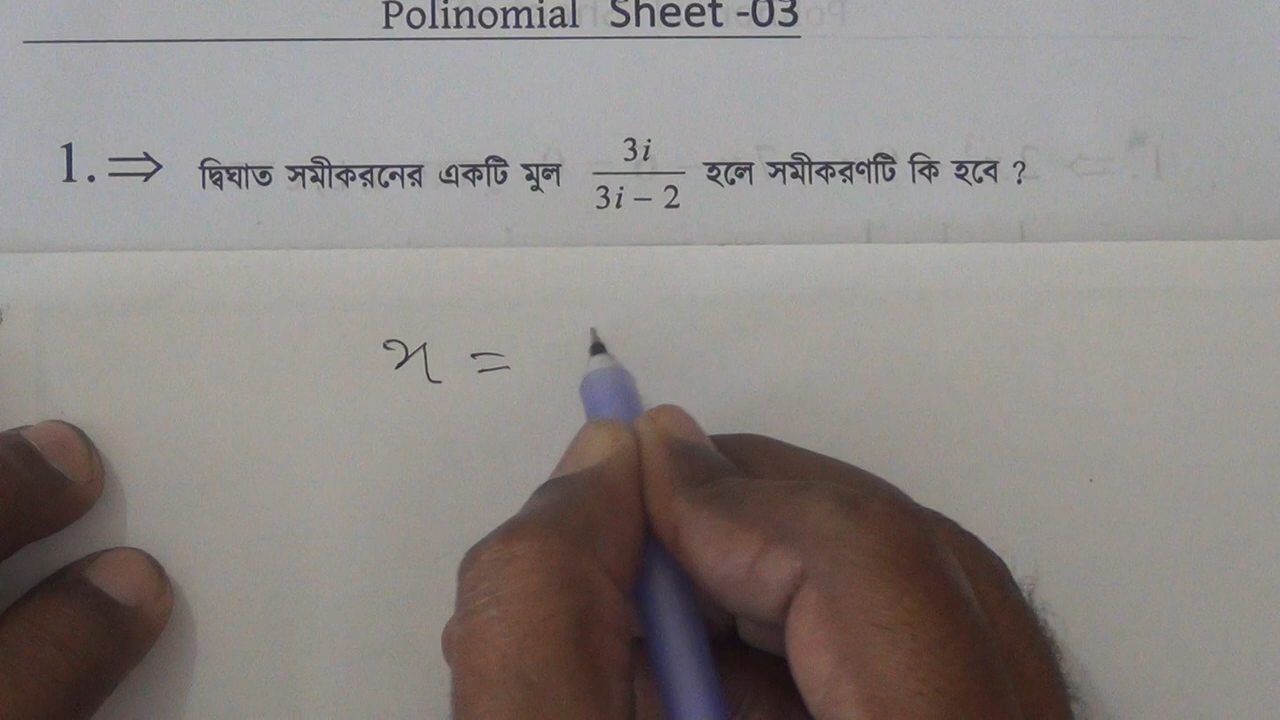 Polinomial Sheet -03
1. ⇒ দ্বিঘাত সমীকরনের একটি মূল 3i / 3i − 2 হলে সমীকরণটি কি হবে ?
x =